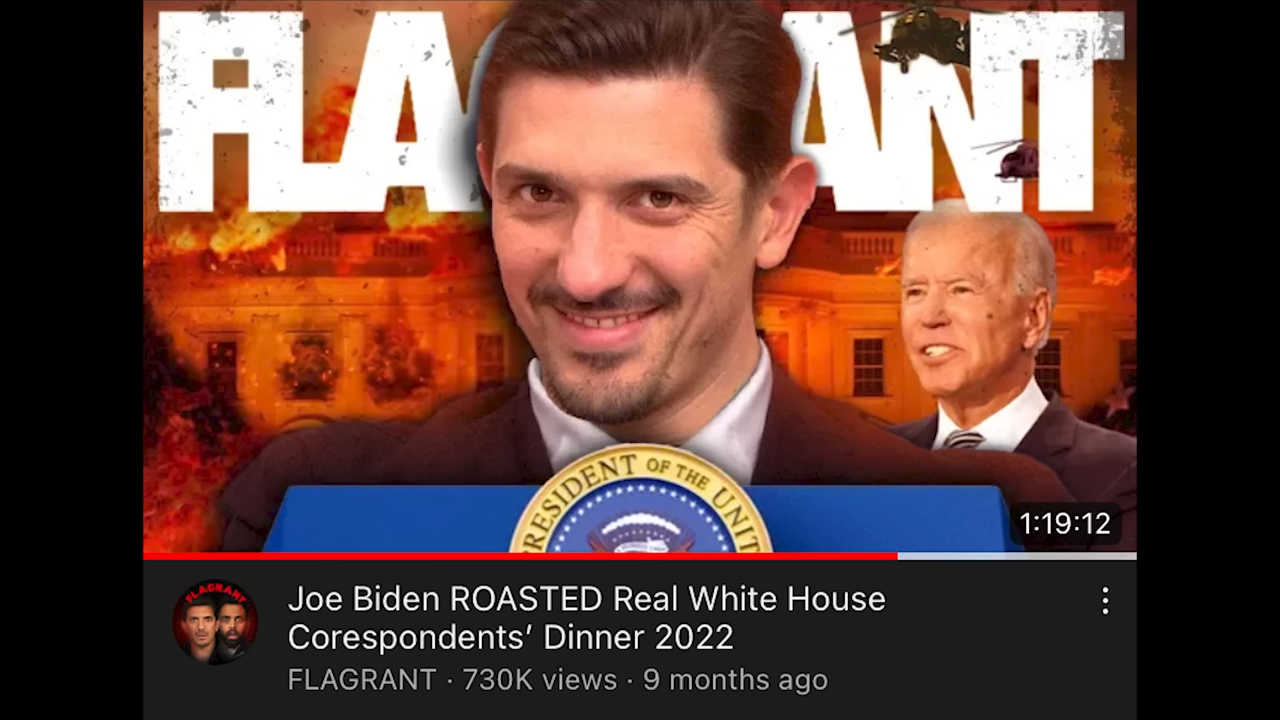 FLAGRANT
PRESIDENT OF THE UNIT
1:19:12
FLAGRANT
Joe Biden ROASTED Real White House
Corespondents’ Dinner 2022
FLAGRANT · 730K views · 9 months ago